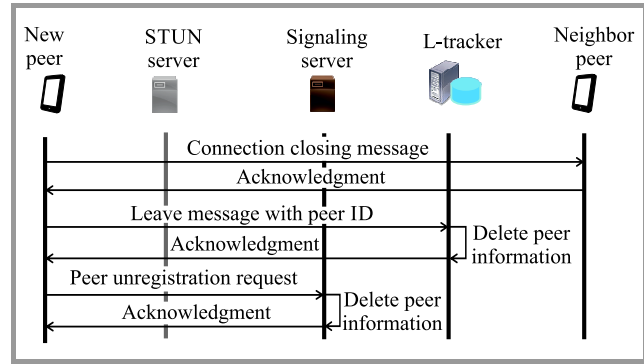 New
peer
STUN
server
Signaling
server
L-tracker
Neighbor
peer
Connection closing message
Acknowledgment
Leave message with peer ID
Acknowledgment
Delete peer
information
Peer unregistration request
Acknowledgment
Delete peer
information